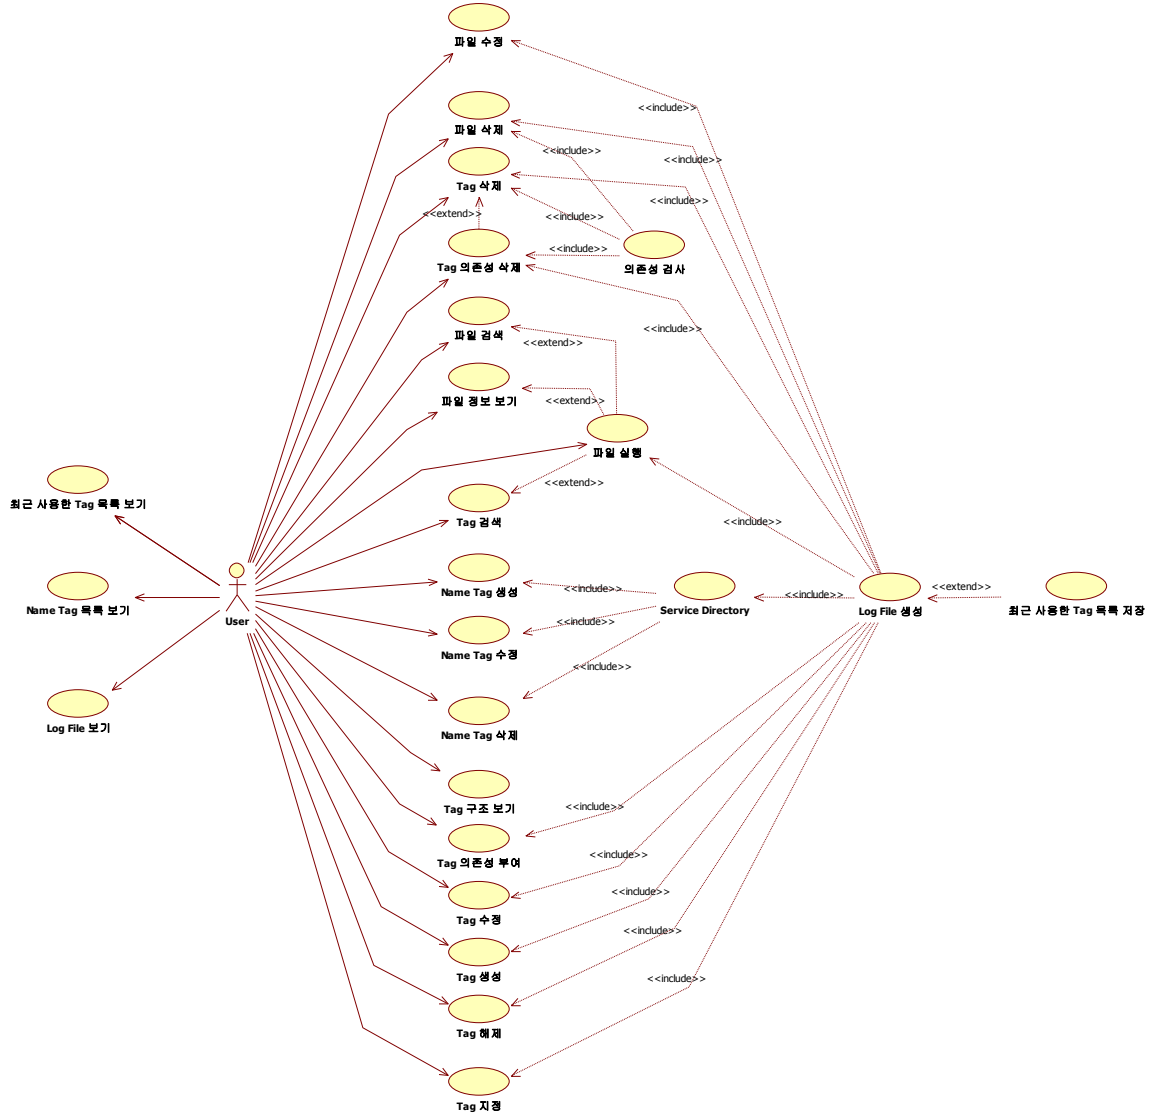 파일 수정
<<include>>
파일 삭제
<<include>>
<<include>>
Tag 삭제
<<include>>
<<extend>>
<<include>>
<<include>>
Tag 의존성 삭제
의존성 검사
<<include>>
파일 검색
<<extend>>
파일 정보 보기
<<extend>>
파일 실행
<<extend>>
최근 사용한 Tag 목록 보기
Tag 검색
<<include>>
Name Tag 생성
<<include>>
<<include>>
<<extend>>
Name Tag 목록 보기
User
<<include>>
Service Directory
Log File 생성
최근 사용한 Tag 목록 저장
Name Tag 수정
<<include>>
Log File 보기
Name Tag 삭제
Tag 구조 보기
<<include>>
Tag 의존성 부여
<<include>>
Tag 수정
<<include>>
<<include>>
Tag 생성
<<include>>
Tag 해제
Tag 지정